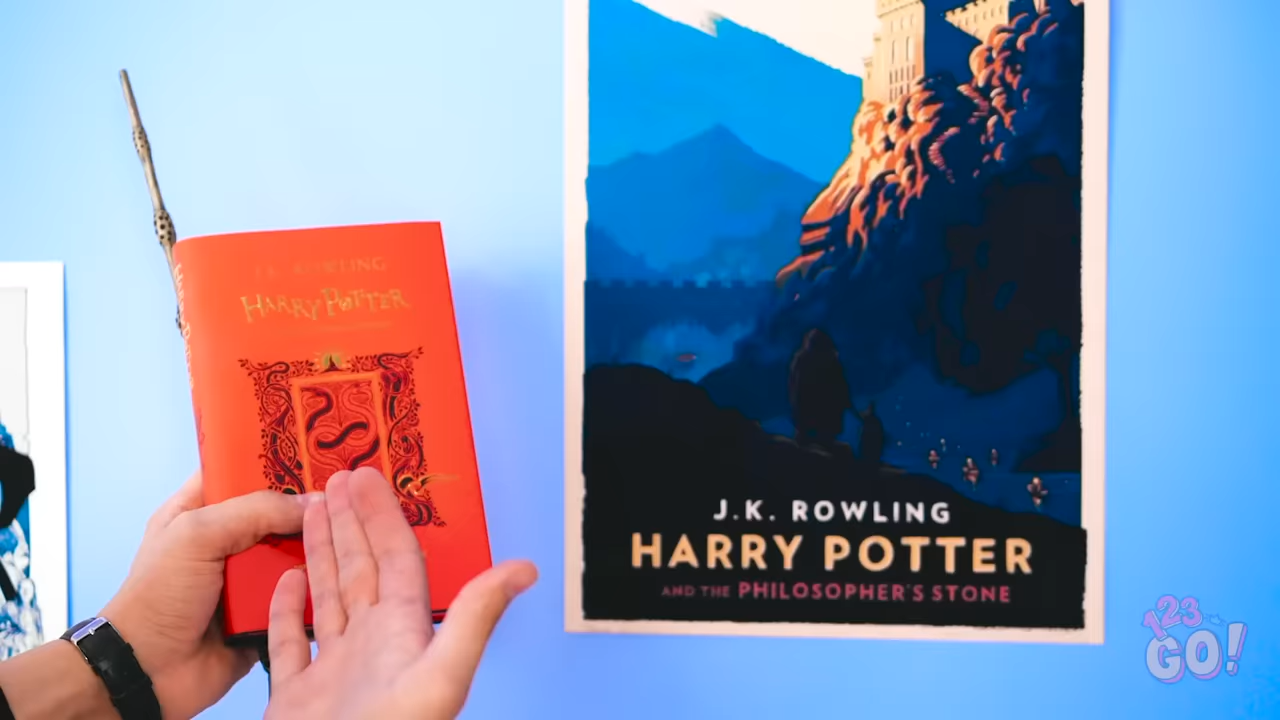 J.K. ROWLING
HARRY POTTER
J.K. ROWLING
HARRY POTTER
AND THE PHILOSOPHER'S STONE
123
GO!